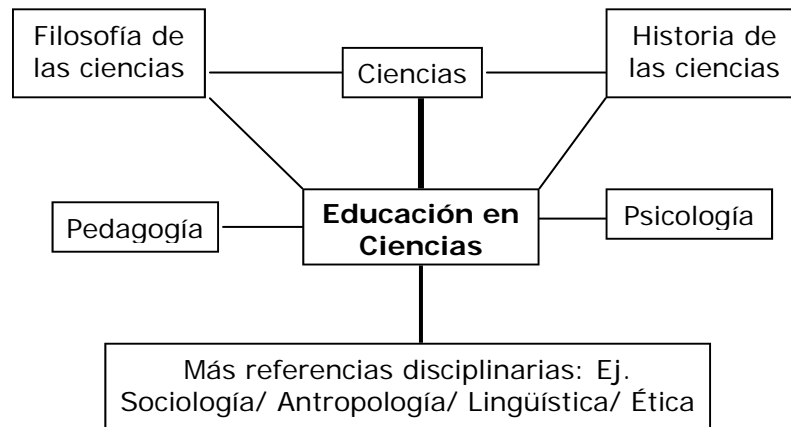 Filosofía de
las ciencias
Ciencias
Historia de
las ciencias
Pedagogía
Educación en
Ciencias
Psicología
Más referencias disciplinarias: Ej.
Sociología/ Antropología/ Lingüística/ Ética